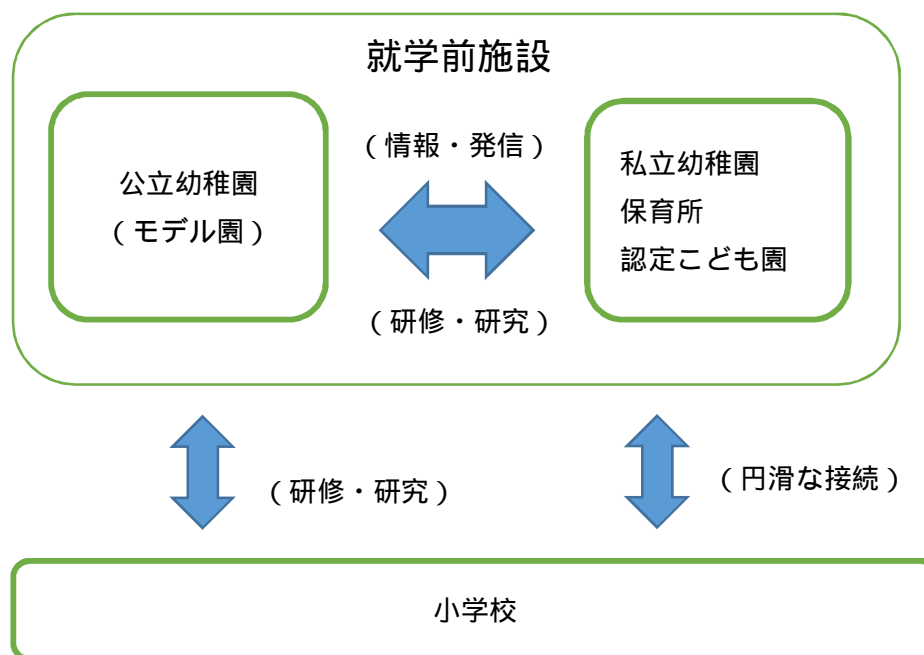 就学前施設
公立幼稚園
（モデル園）
（情報・発信）
（研修・研究）
私立幼稚園
保育所
認定こども園
（研修・研究）
（円滑な接続）
小学校